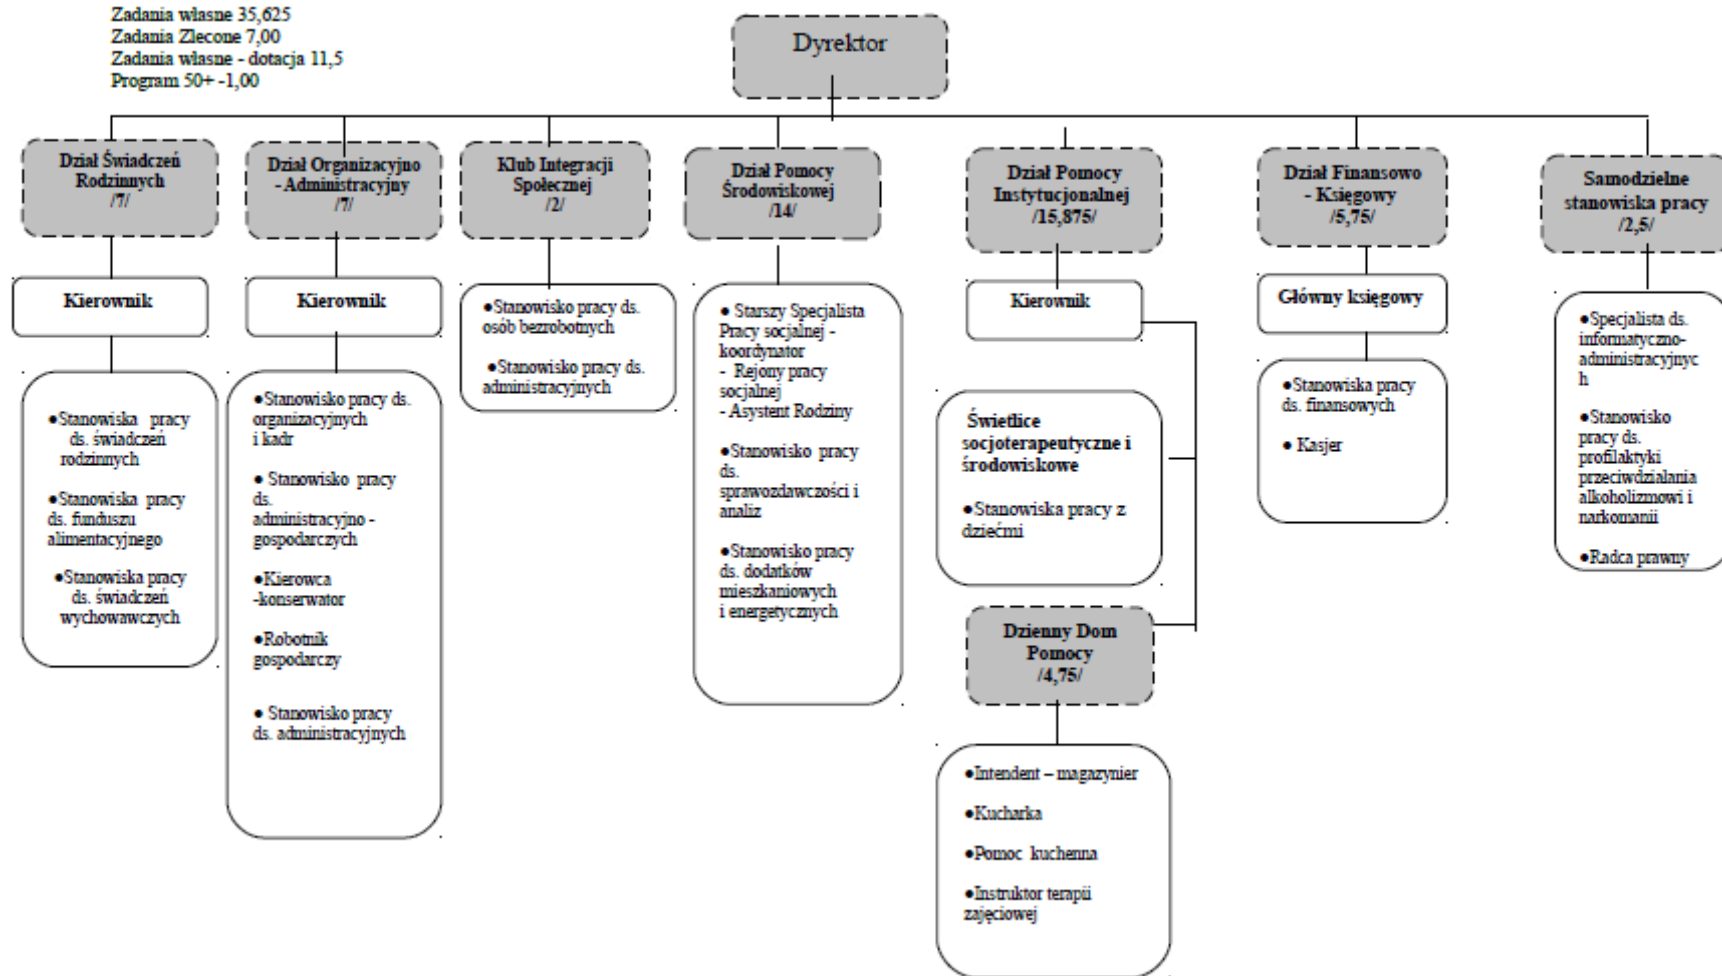 Zadania własne 35,625
Zadania Zlecone 7,00
Zadania własne - dotacja 11,5
Program 50+ -1,00
Dyrektor
Dział Świadczeń
Rodzinnych
/7/
Kierownik
●Stanowiska pracy
ds. świadczeń
rodzinnych
●Stanowiska pracy
ds. funduszu
alimentacyjnego
●Stanowiska pracy
ds. świadczeń
wychowawczych
Dział Organizacyjno
- Administracyjny
/7/
Kierownik
●Stanowisko pracy ds.
organizacyjnych
i kadr
● Stanowisko pracy
ds.
administracyjno -
gospodarczych
●Kierowca
-konserwator
●Robotnik
gospodarczy
● Stanowisko pracy
ds. administracyjnych
Klub Integracji
Społecznej
/2/
●Stanowisko pracy ds.
osób bezrobotnych
●Stanowisko pracy ds.
administracyjnych
Dział Pomocy
Środowiskowej
/14/
● Starszy Specjalista
Pracy socjalnej -
koordynator
- Rejony pracy
socjalnej
- Asystent Rodziny
●Stanowisko pracy
ds.
sprawozdawczości i
analiz
●Stanowisko pracy
ds. dodatków
mieszkaniowych
i energetycznych
Dział Pomocy
Instytucjonalnej
/15,875/
Kierownik
Świetlice
socjoterapeutyczne i
środowiskowe
●Stanowiska pracy z
dziećmi
Dzienny Dom
Pomocy
/4,75/
●Intendent – magazynier
●Kucharka
●Pomoc kuchenna
●Instruktor terapii
zajęciowej
Dział Finansowo
- Księgowy
/5,75/
Główny księgowy
●Stanowiska pracy
ds. finansowych
● Kasjer
Samodzielne
stanowiska pracy
/2,5/
●Specjalista ds.
informatyczno-
administracyjnyc
h
●Stanowisko
pracy ds.
profilaktyki
przeciwdziałania
alkoholizmowi i
narkomanii
●Radca prawny